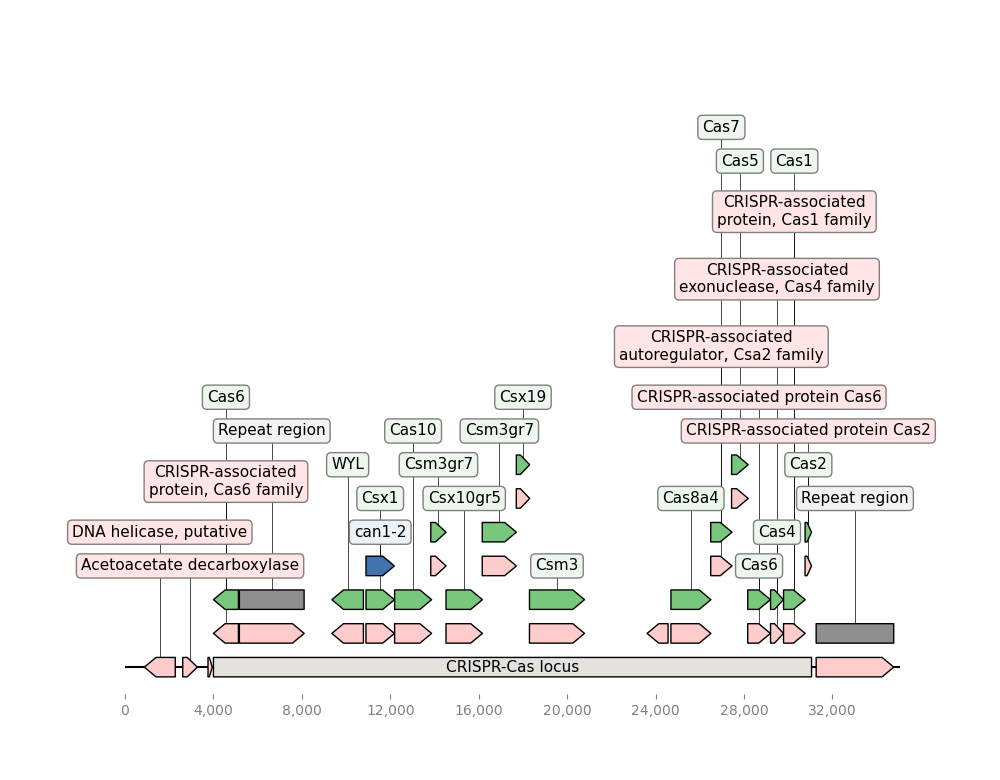 Cas7
Cas5
Cas1
CRISPR-associated
protein, Cas1 family
CRISPR-associated
exonuclease, Cas4 family
CRISPR-associated
autoregulator, Csa2 family
Cas6
Csx19
CRISPR-associated protein Cas6
Repeat region
Cas10
Csm3gr7
CRISPR-associated protein Cas2
CRISPR-associated
protein, Cas6 family
WYL
Csm3gr7
Cas2
Csx1
Csx10gr5
Cas8a4
Repeat region
DNA helicase, putative
can1-2
Cas4
Acetoacetate decarboxylase
Csm3
Cas6
CRISPR-Cas locus
0
4,000
8,000
12,000
16,000
20,000
24,000
28,000
32,000